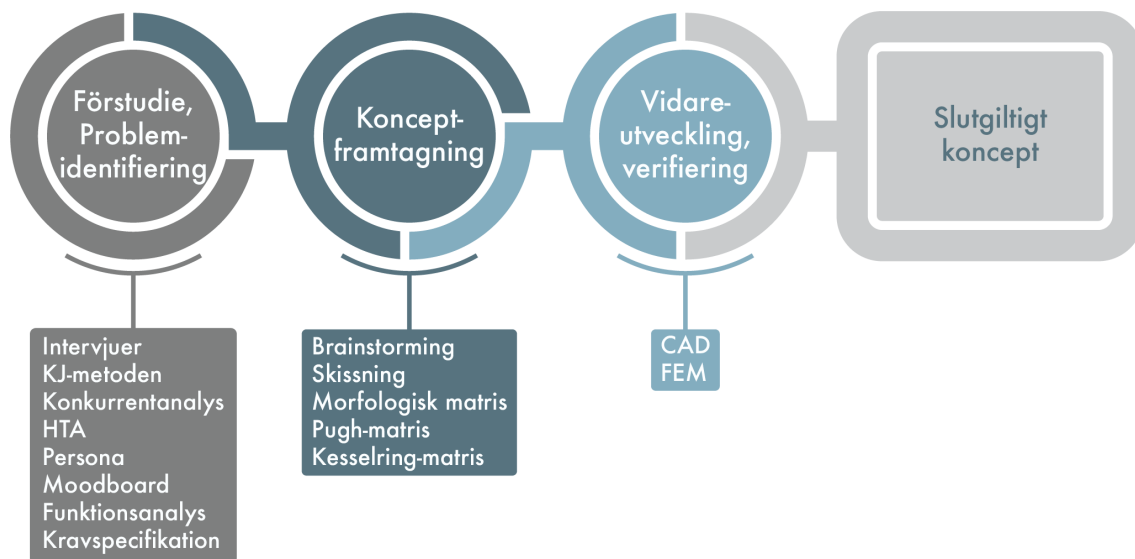 Förstudie,
Problem-
identifiering
Koncept-
framtagning
Vidare-
utveckling,
verifiering
Slutgiltigt
koncept
Intervjuer
KJ-metoden
Konkurrentanalys
HTA
Persona
Moodboard
Funktionsanalys
Kravspecifikation
Brainstorming
Skissning
Morfologisk matris
Pugh-matris
Kesselring-matris
CAD
FEM